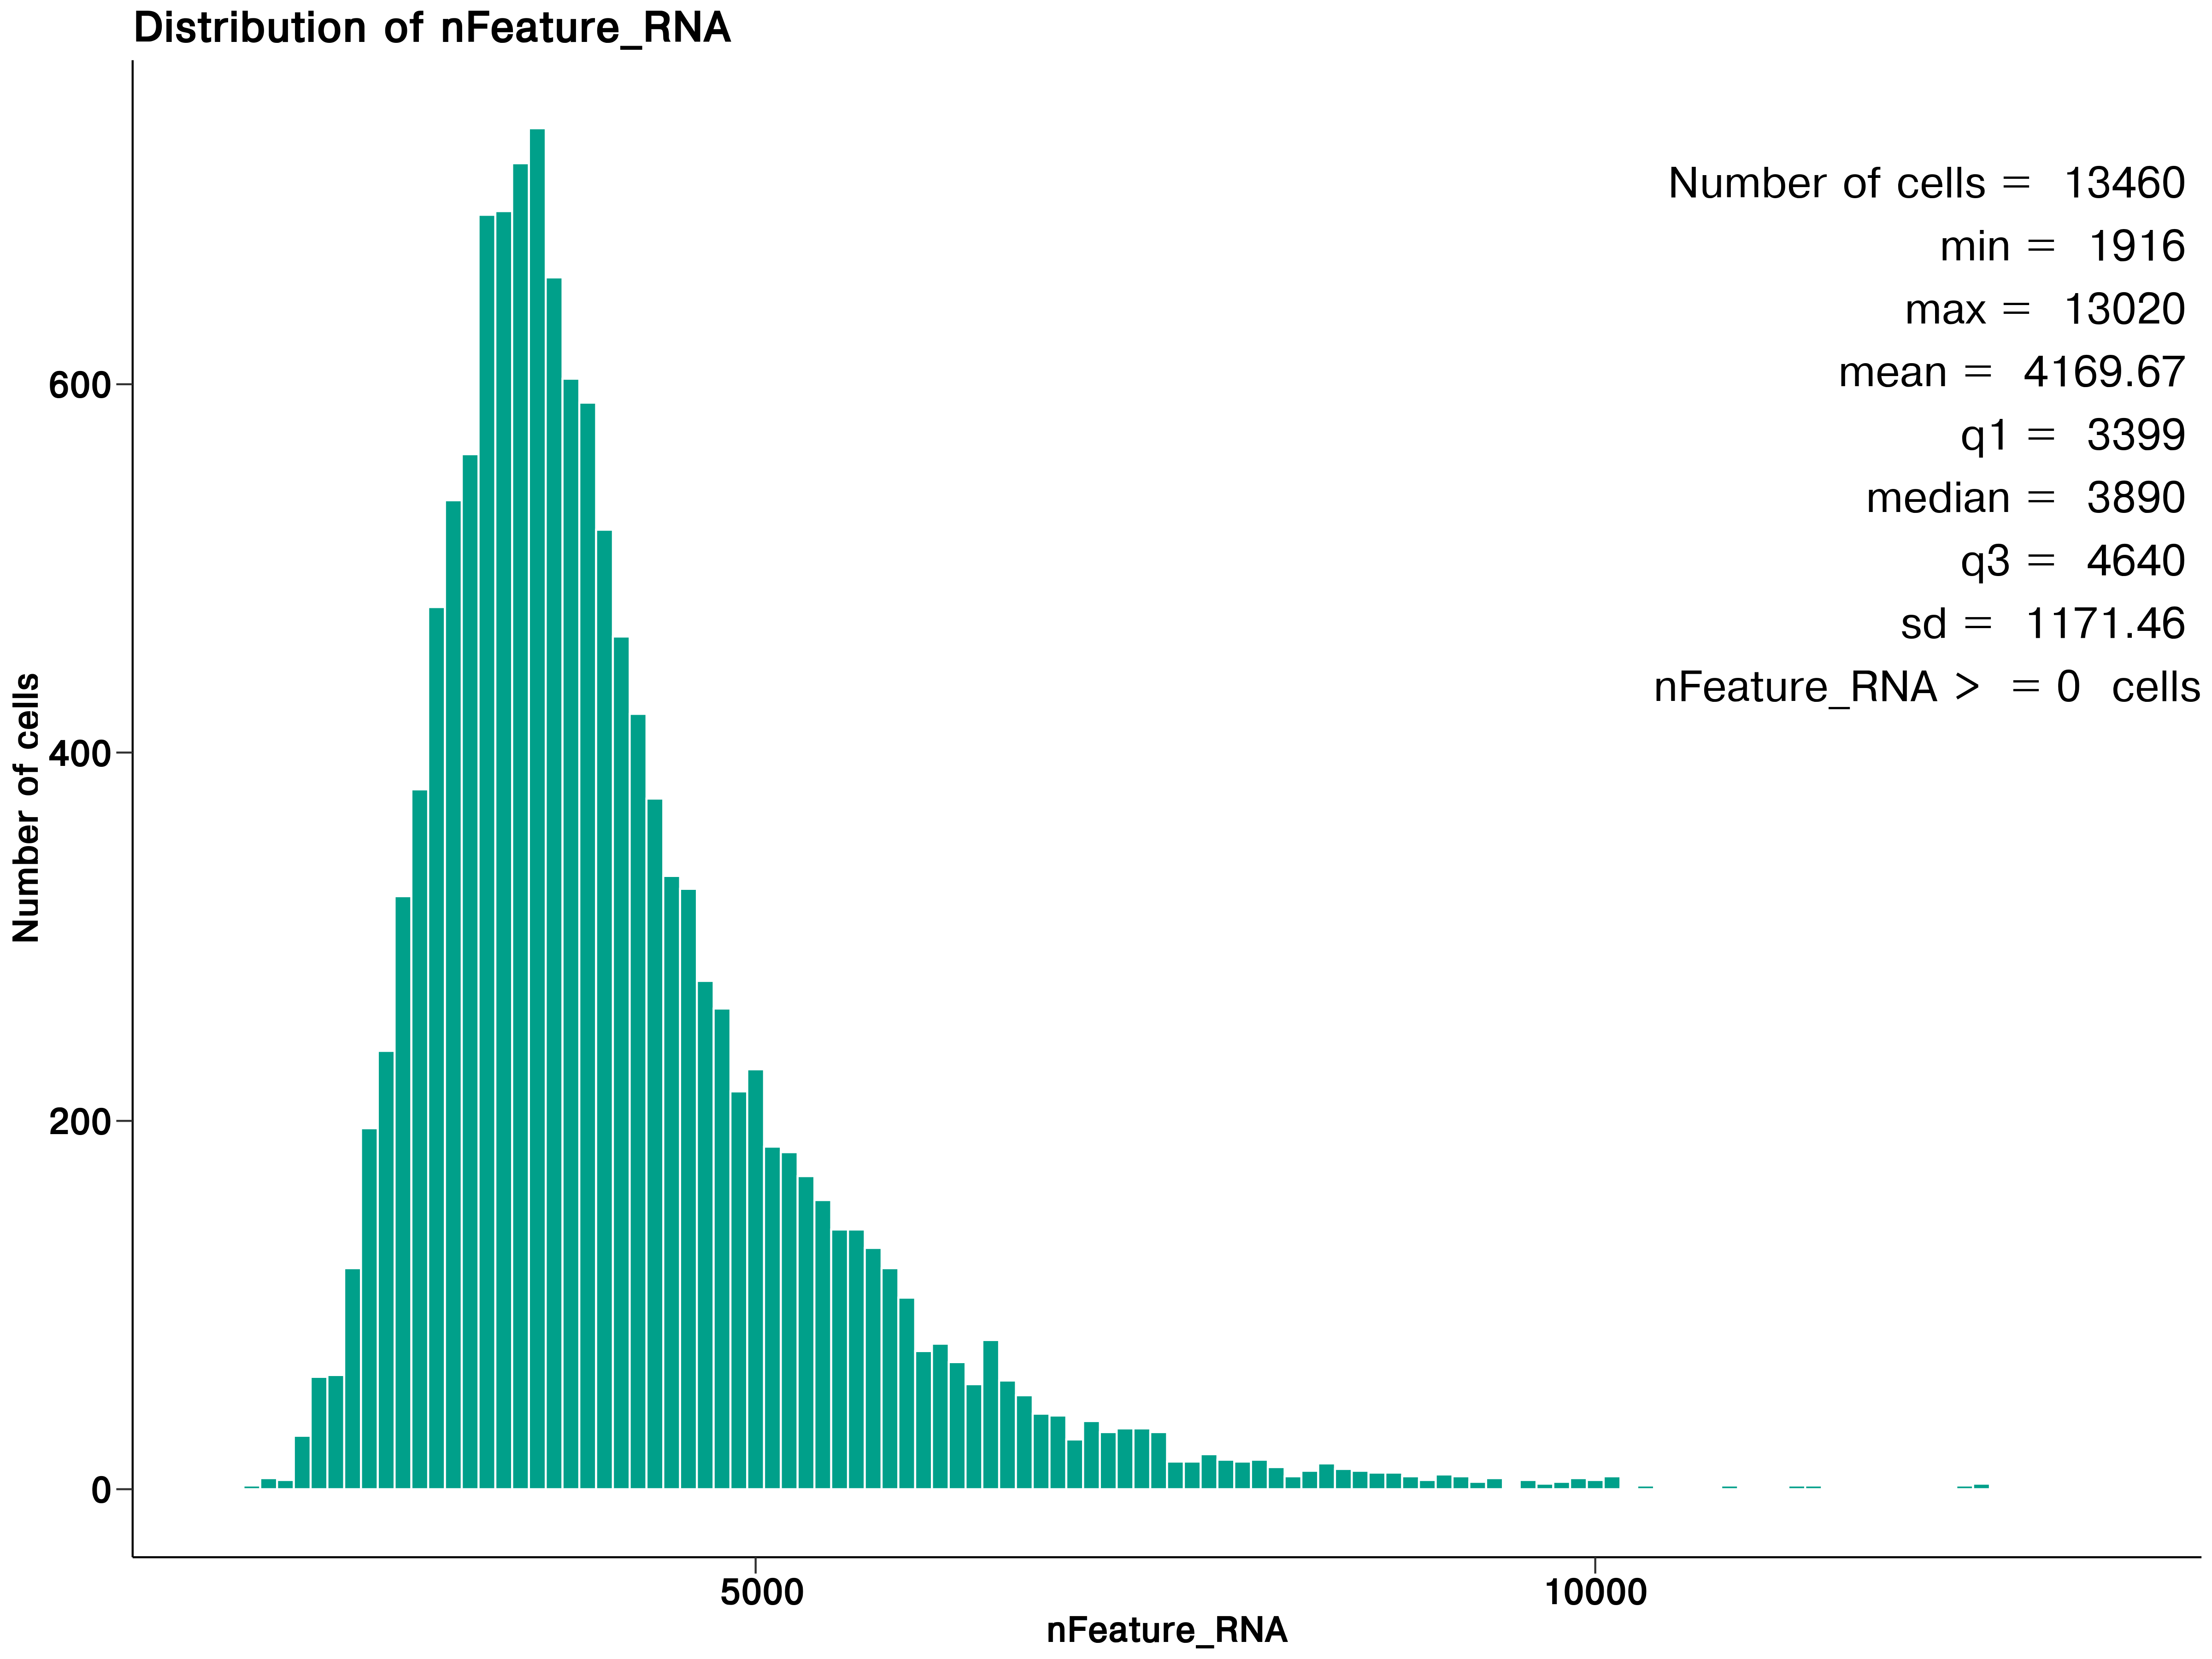 Distribution of nFeature_RNA
Number of cells = 13460
min = 1916
max = 13020
mean = 4169.67
q1 = 3399
median = 3890
q3 = 4640
sd = 1171.46
nFeature_RNA > = 0 cells
600
400
200
0
Number of cells
5000 10000
nFeature_RNA